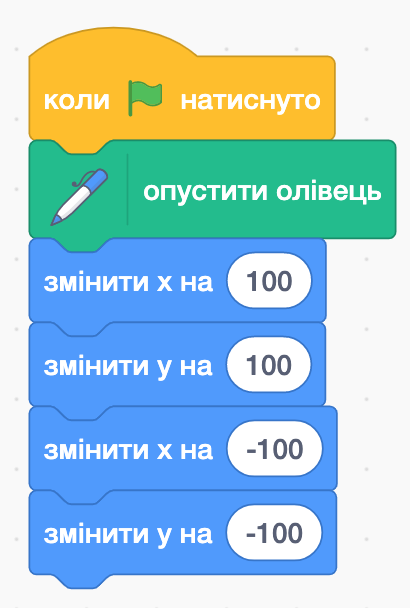 коли натиснуто
опустити олівець
змінити x на 100
змінити y на 100
змінити x на -100
змінити y на -100